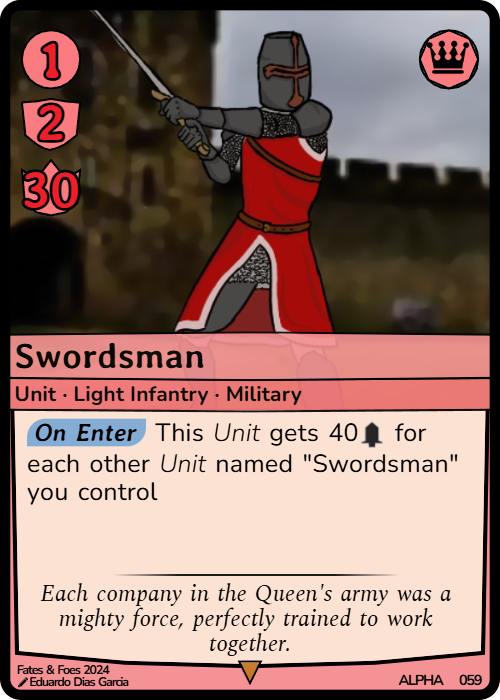 1
2
30
Swordsman
Unit · Light Infantry · Military
On Enter This Unit gets 40 for
each other Unit named "Swordsman"
you control
Each company in the Queen's army was a
mighty force, perfectly trained to work
together.
Fates & Foes 2024
Eduardo Dias Garcia
ALPHA 059